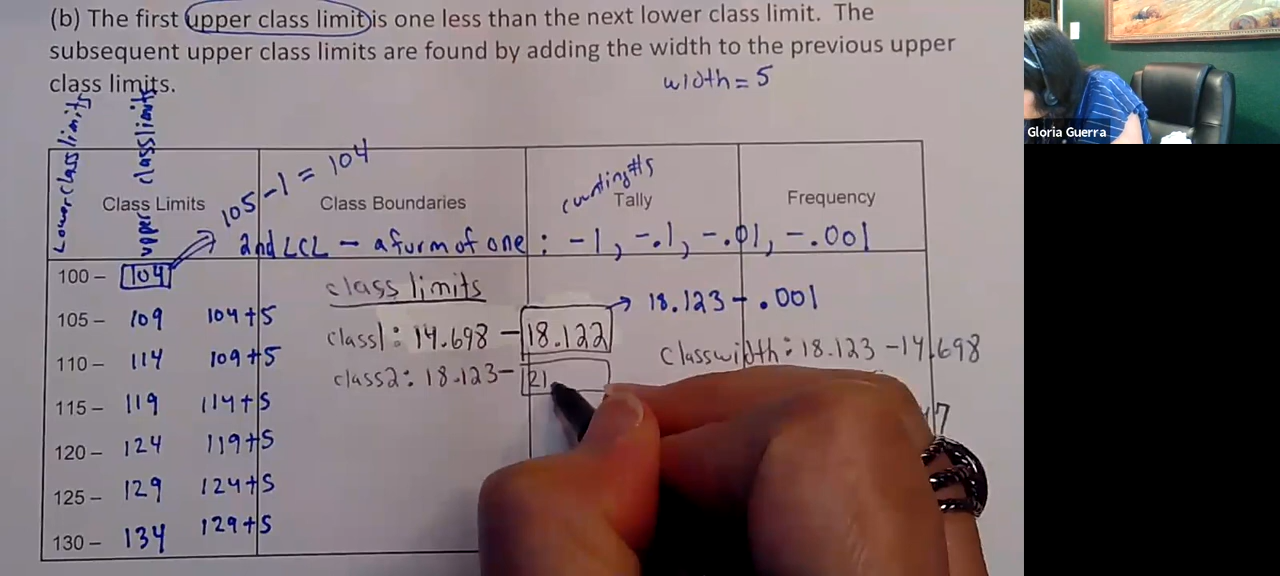 (b) The first upper class limit is one less than the next lower class limit. The
subsequent upper class limits are found by adding the width to the previous upper
class limits.
width = 5
Lower class limits
upper class limits
Class Limits
105 - 1 = 104
Class Boundaries
counting #s
Tally
Frequency
2nd LCL - a form of one : -1, -.1, -.01, -.001
100 - 104
105 - 109 104+5
110 - 114 109+5
115 - 119 114+5
120 - 124 119+5
125 - 129 124+5
130 - 134 129+5
class limits
class1: 14.698 - 18.122 → 18.123 - .001
class2: 18.123 - 21.
Classwidth: 18.123 - 14.698
Gloria Guerra